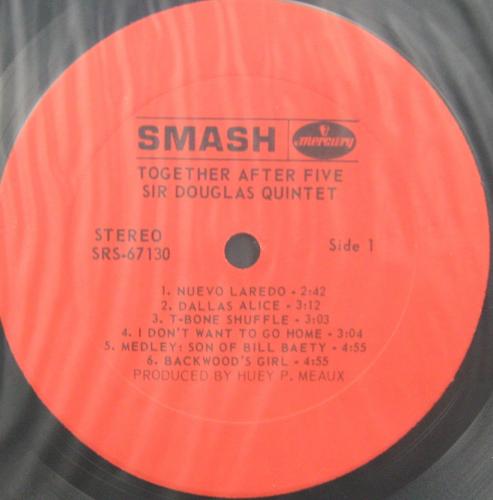 SMASH mercury
TOGETHER AFTER FIVE
SIR DOUGLAS QUINTET
STEREO
SRS-67130
Side 1
1. NUEVO LAREDO - 2:42
2. DALLAS ALICE - 3:12
3. T-BONE SHUFFLE - 3:03
4. I DON'T WANT TO GO HOME - 3:04
5. MEDLEY: SON OF BILL BAETY - 4:55
6. BACKWOOD'S GIRL - 4:55
PRODUCED BY HUEY P. MEAUX